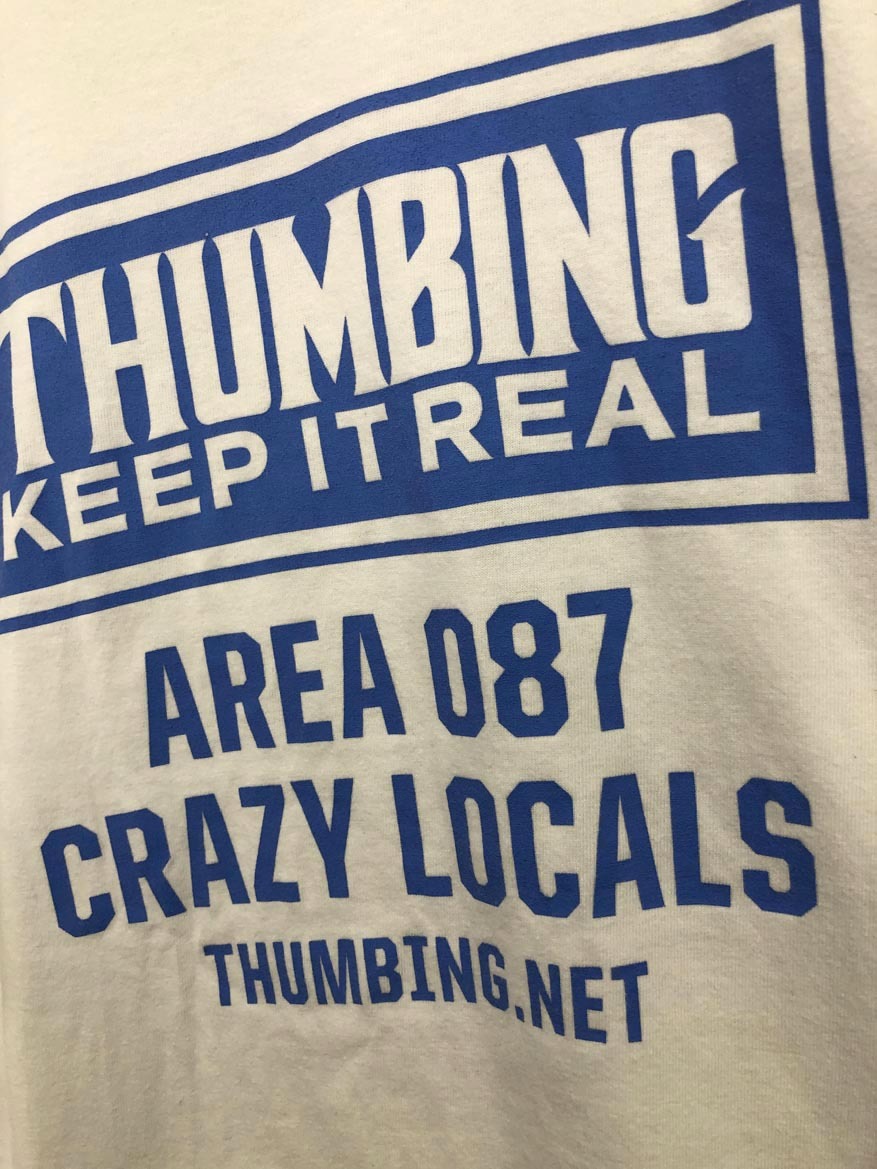 THUMBING
KEEP IT REAL
AREA 087
CRAZY LOCALS
THUMBING.NET